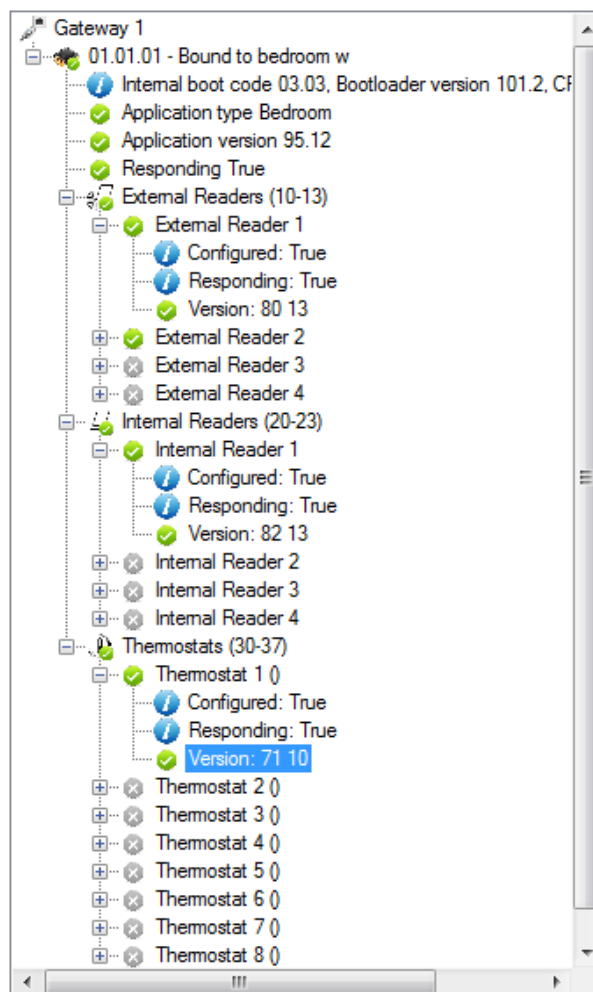 Gateway 1
01.01.01 - Bound to bedroom w
Internal boot code 03.03, Bootloader version 101.2, CF
Application type Bedroom
Application version 95.12
Responding True
External Readers (10-13)
External Reader 1
Configured: True
Responding: True
Version: 80 13
External Reader 2
External Reader 3
External Reader 4
Internal Readers (20-23)
Internal Reader 1
Configured: True
Responding: True
Version: 82 13
Internal Reader 2
Internal Reader 3
Internal Reader 4
Thermostats (30-37)
Thermostat 1 ()
Configured: True
Responding: True
Version: 71 10
Thermostat 2 ()
Thermostat 3 ()
Thermostat 4 ()
Thermostat 5 ()
Thermostat 6 ()
Thermostat 7 ()
Thermostat 8 ()